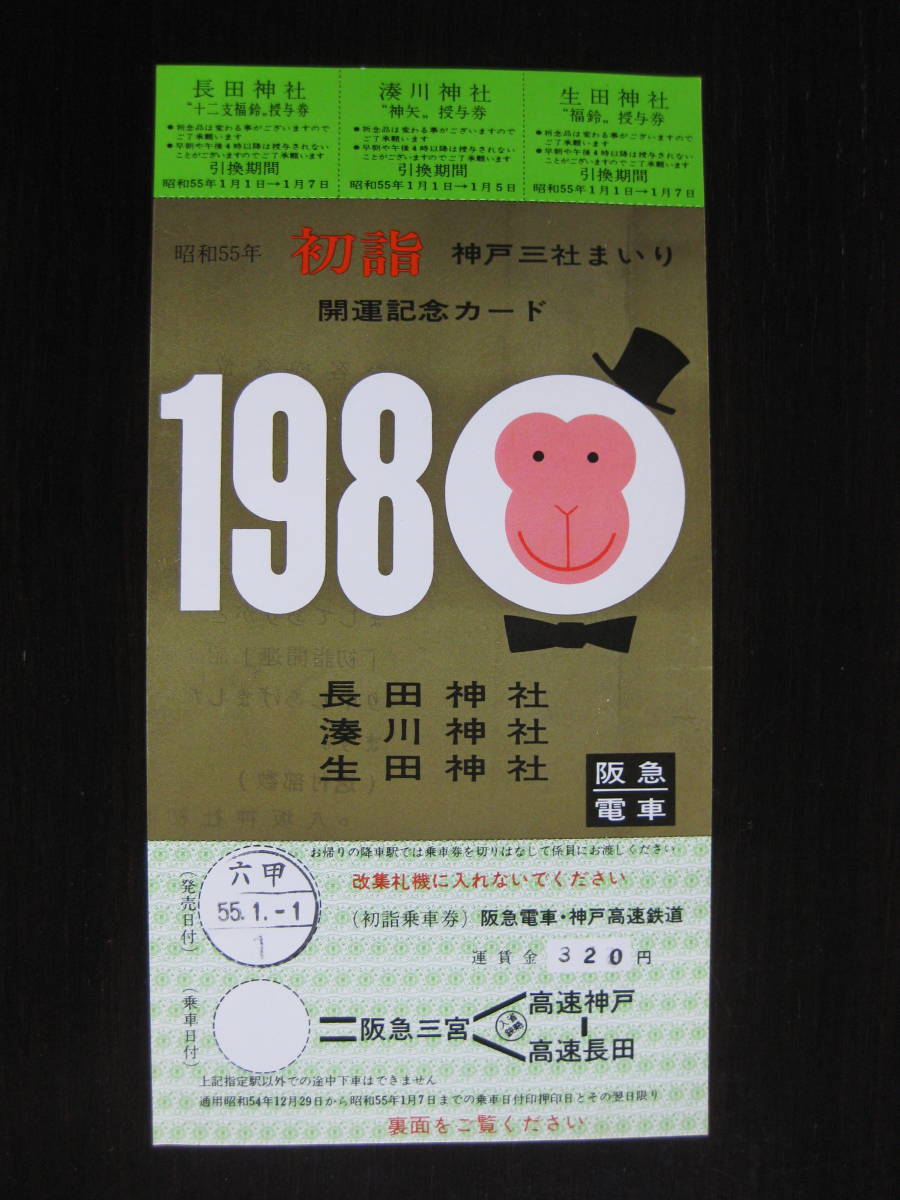 長田神社
“十二支福鈴„授与券
●祈念品は変わる事がございますので
ご了承願います
●早朝や午後4時以降は授与されない
ことがございますのでご了承願います
引換期間
昭和55年1月1日→1月7日
湊川神社
“神矢„授与券
●祈念品は変わる事がございますので
ご了承願います
●早朝や午後4時以降は授与されない
ことがございますのでご了承願います
引換期間
昭和55年1月1日→1月5日
生田神社
“福鈴„授与券
●祈念品は変わる事がございますので
ご了承願います
●早朝や午後4時以降は授与されない
ことがございますのでご了承願います
引換期間
昭和55年1月1日→1月7日
昭和55年 初詣 神戸三社まいり
開運記念カード
1980
長田神社
湊川神社
生田神社
阪急
電車
お帰りの降車駅では乗車券を切りはなして係員にお渡しください
(発売日付)
六甲
55.1.-1
1
改集札機に入れないでください
(初詣乗車券) 阪急電車・神戸高速鉄道
運賃金 320円
(乗車日付)
阪急三宮
高速神戸
高速長田
上記指定駅以外での途中下車はできません
通用昭和54年12月29日から昭和55年1月7日までの乗車日付印押印日とその翌日限り
裏面をご覧ください